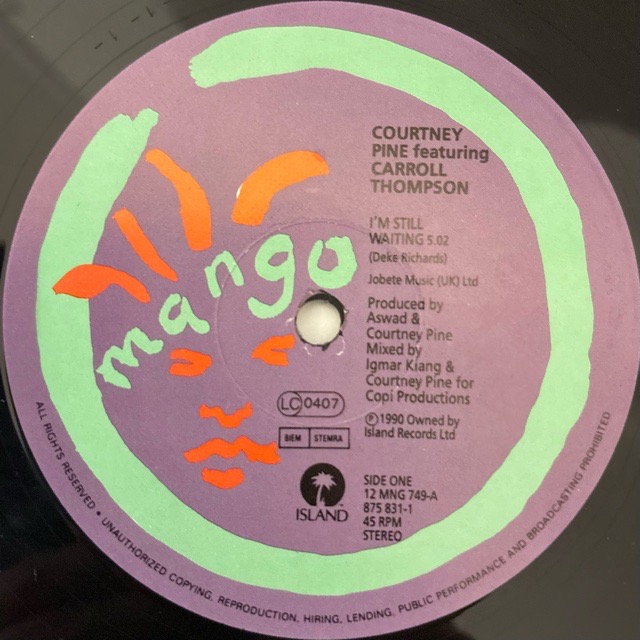 COURTNEY
PINE featuring
CARROLL
THOMPSON
I'M STILL
WAITING 5.02
(Deke Richards)
Jobete Music (UK) Ltd
Produced by
Aswad &
Courtney Pine
Mixed by
Igmar Kiang &
Courtney Pine for
Copi Productions
℗1990 Owned by
Island Records Ltd
mango
LC 0407
BIEM STEMRA
ISLAND
SIDE ONE
12 MNG 749-A
875 831-1
45 RPM
STEREO
ALL RIGHTS RESERVED • UNAUTHORIZED COPYING, REPRODUCTION, HIRING, LENDING, PUBLIC PERFORMANCE AND BROADCASTING PROHIBITED